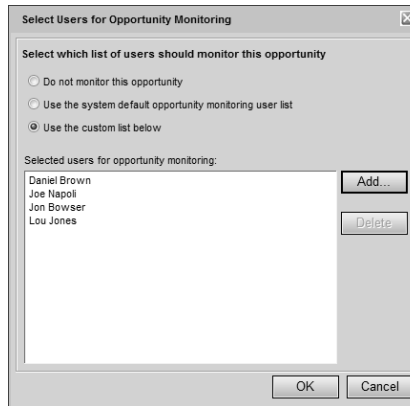 Select Users for Opportunity Monitoring
Select which list of users should monitor this opportunity
Do not monitor this opportunity
Use the system default opportunity monitoring user list
Use the custom list below
Selected users for opportunity monitoring:
Daniel Brown
Joe Napoli
Jon Bowser
Lou Jones
Add...
Delete
OK
Cancel